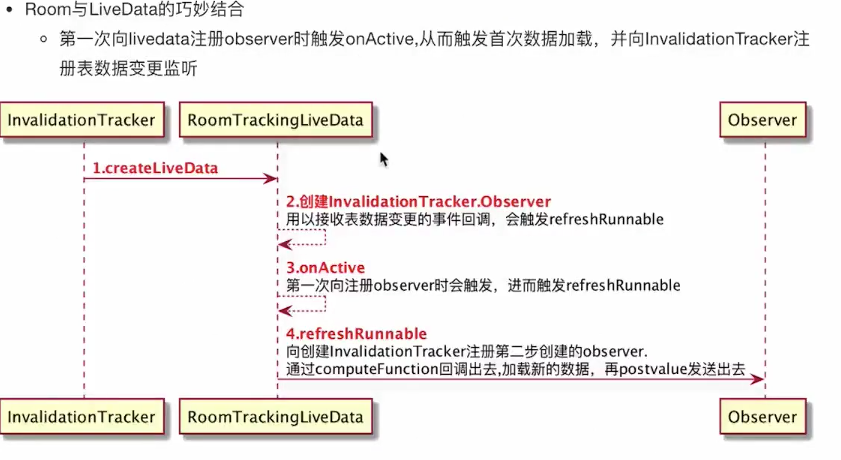 Room与LiveData的巧妙结合
第一次向livedata注册observer时触发onActive,从而触发首次数据加载，并向InvalidationTracker注
册表数据变更监听
InvalidationTracker
RoomTrackingLiveData
Observer
1.createLiveData
2.创建InvalidationTracker.Observer
用以接收表数据变更的事件回调，会触发refreshRunnable
3.onActive
第一次向注册observer时会触发，进而触发refreshRunnable
4.refreshRunnable
向创建InvalidationTracker注册第二步创建的observer.
通过computeFunction回调出去,加载新的数据，再postvalue发送出去
InvalidationTracker
RoomTrackingLiveData
Observer